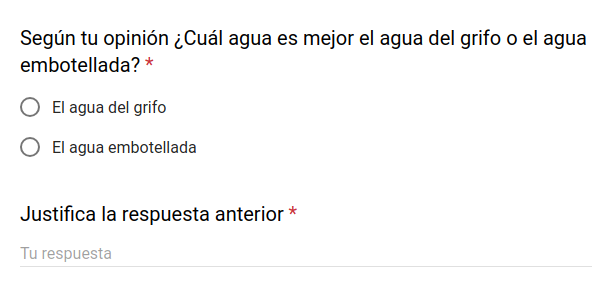 Según tu opinión ¿Cuál agua es mejor el agua del grifo o el agua
embotellada? *
El agua del grifo
El agua embotellada
Justifica la respuesta anterior *
Tu respuesta